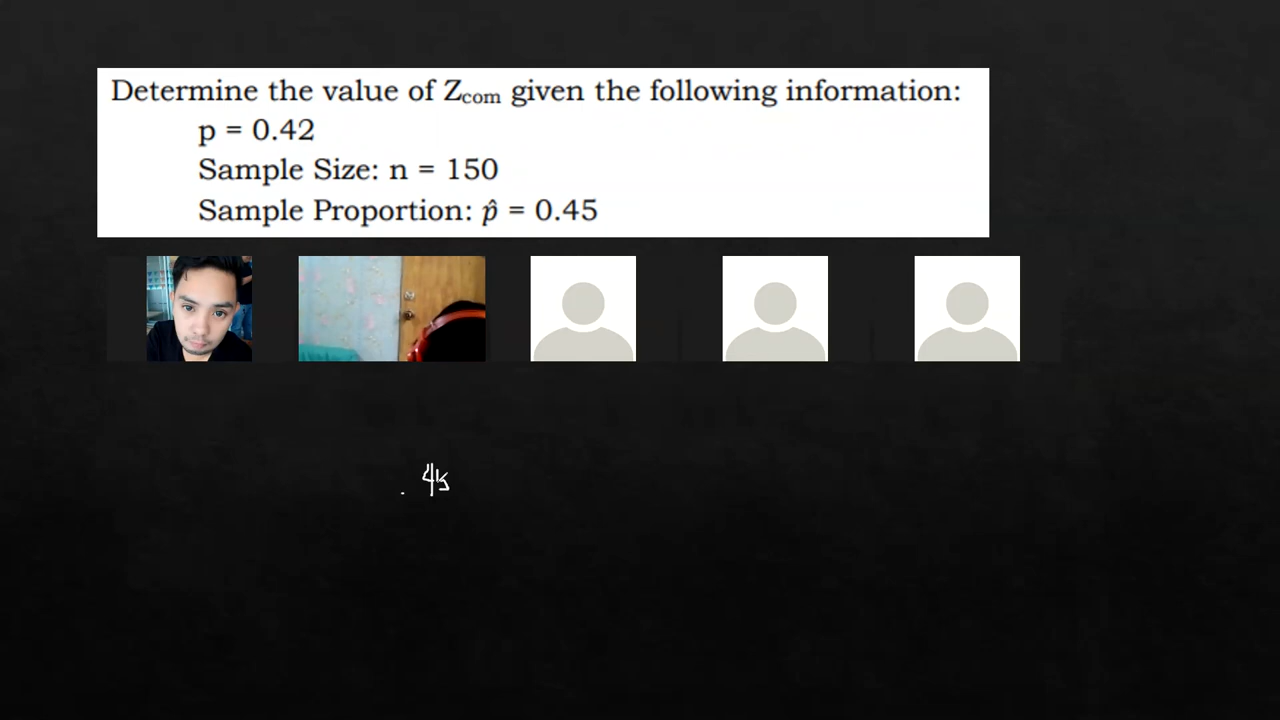 Determine the value of Zcom given the following information:
p = 0.42
Sample Size: n = 150
Sample Proportion: p̂ = 0.45
. 45